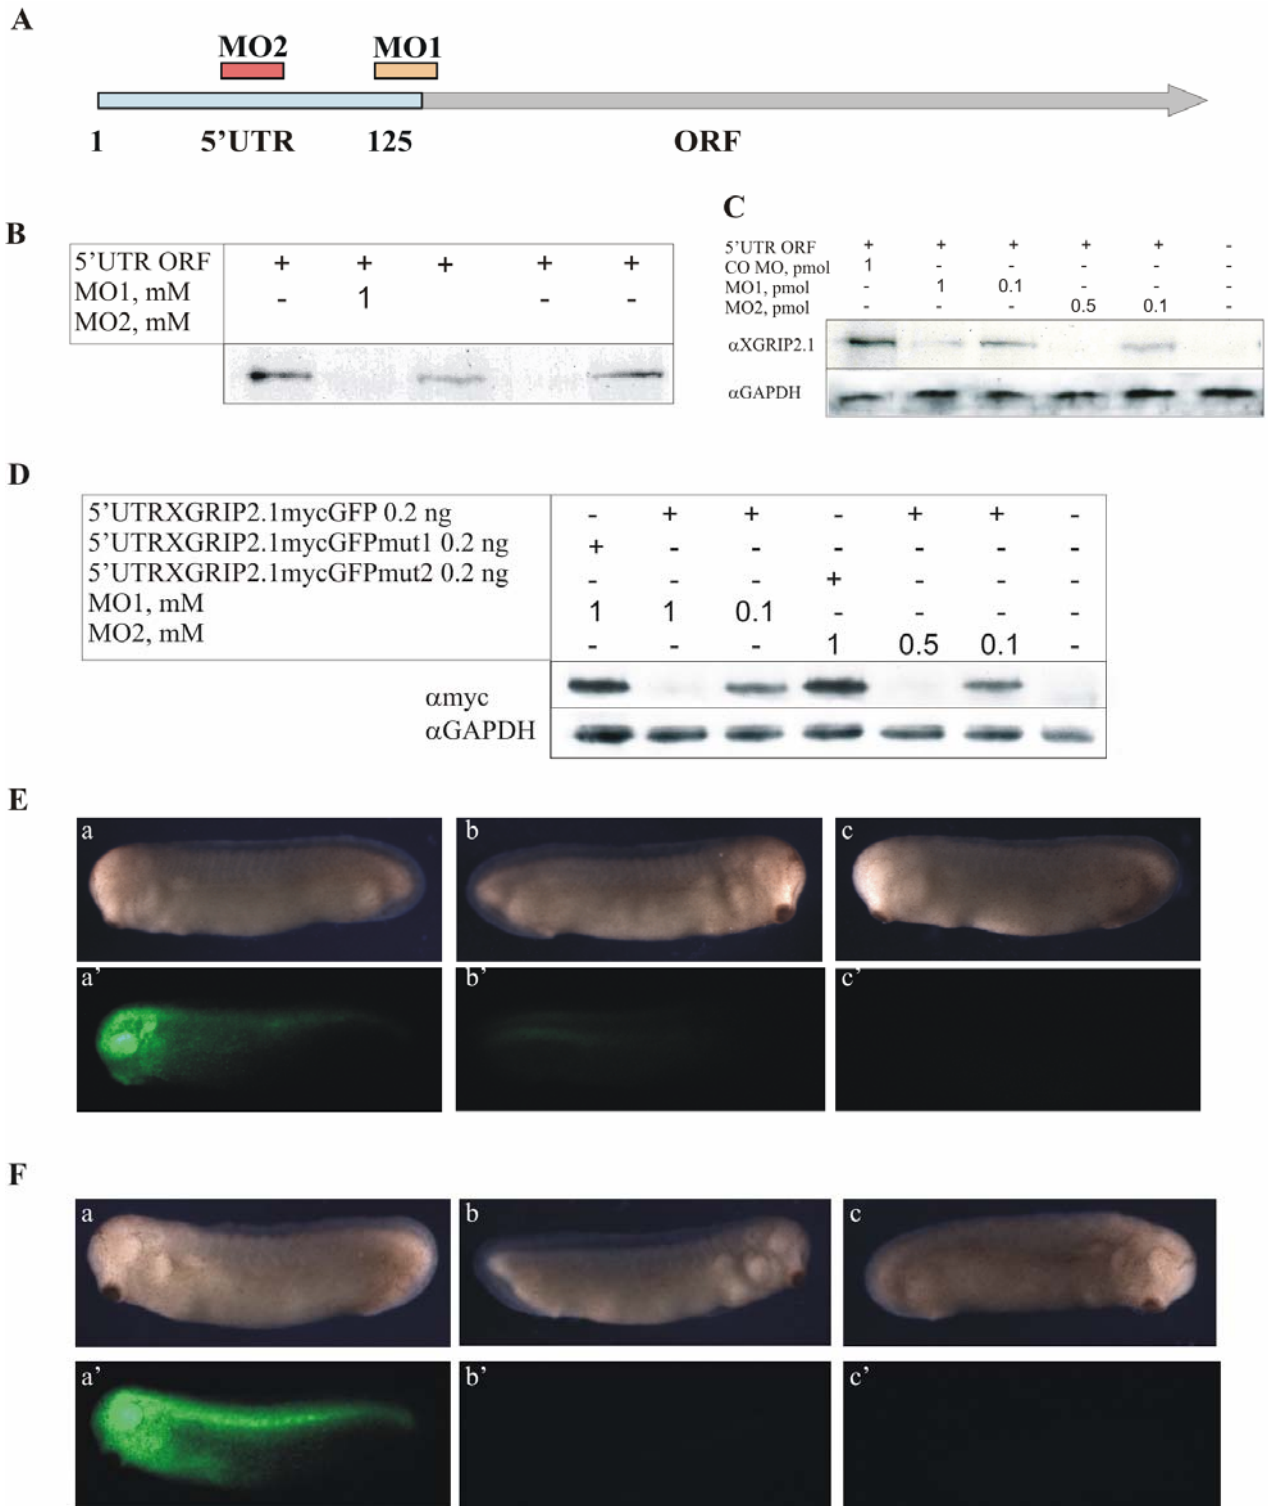 A
MO2 MO1
1 5'UTR 125 ORF
B
5'UTR ORF + + + + +
MO1, mM - 1 - -
MO2, mM
C
5'UTR ORF + + + + + -
CO MO, pmol 1 - - - - -
MO1, pmol - 1 0.1 - - -
MO2, pmol - - - 0.5 0.1 -
αXGRIP2.1
αGAPDH
D
5'UTRXGRIP2.1mycGFP 0.2 ng - + + - + + -
5'UTRXGRIP2.1mycGFPmut1 0.2 ng + - - - - - -
5'UTRXGRIP2.1mycGFPmut2 0.2 ng - - - + - - -
MO1, mM 1 1 0.1 - - - -
MO2, mM - - - 1 0.5 0.1 -
αmyc
αGAPDH
E
a b c
a' b' c'
F
a b c
a' b' c'